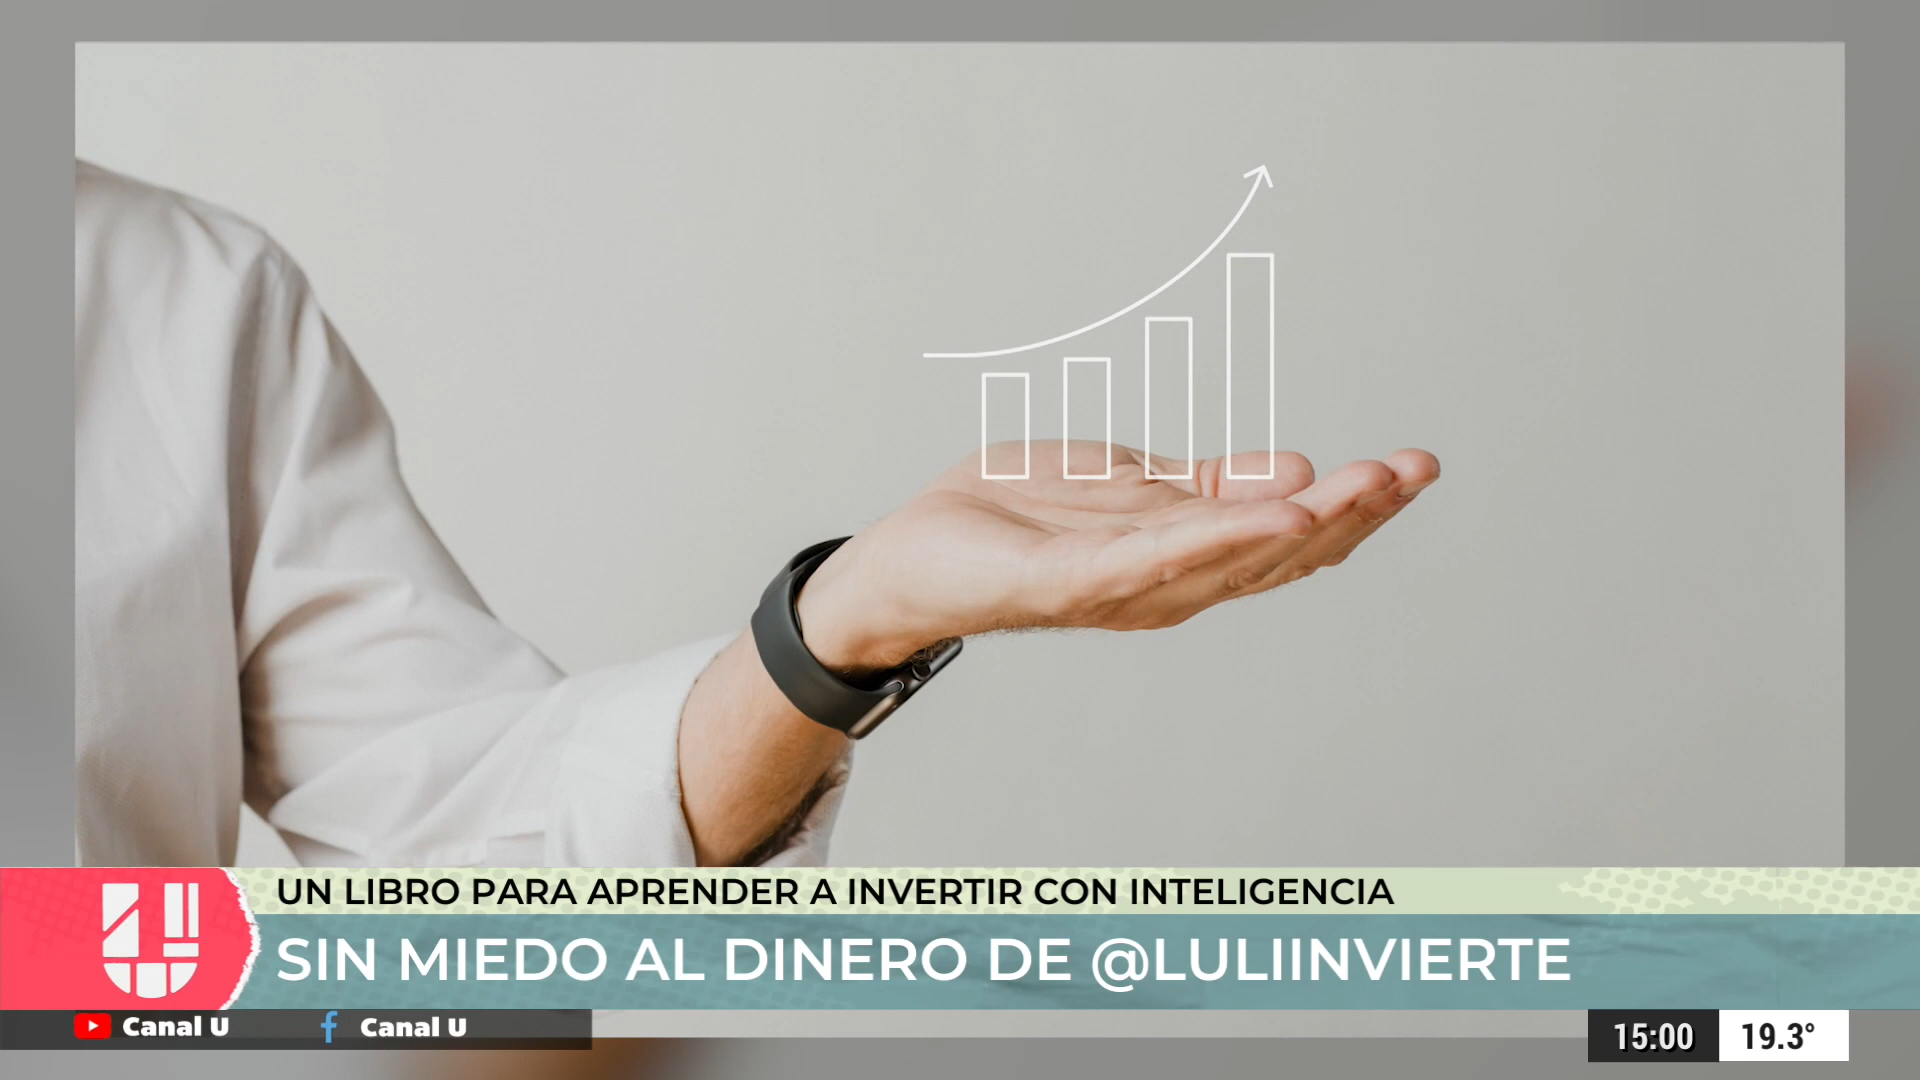 UN LIBRO PARA APRENDER A INVERTIR CON INTELIGENCIA
SIN MIEDO AL DINERO DE @LULIINVIERTE
Canal U
Canal U
15:00
19.3°